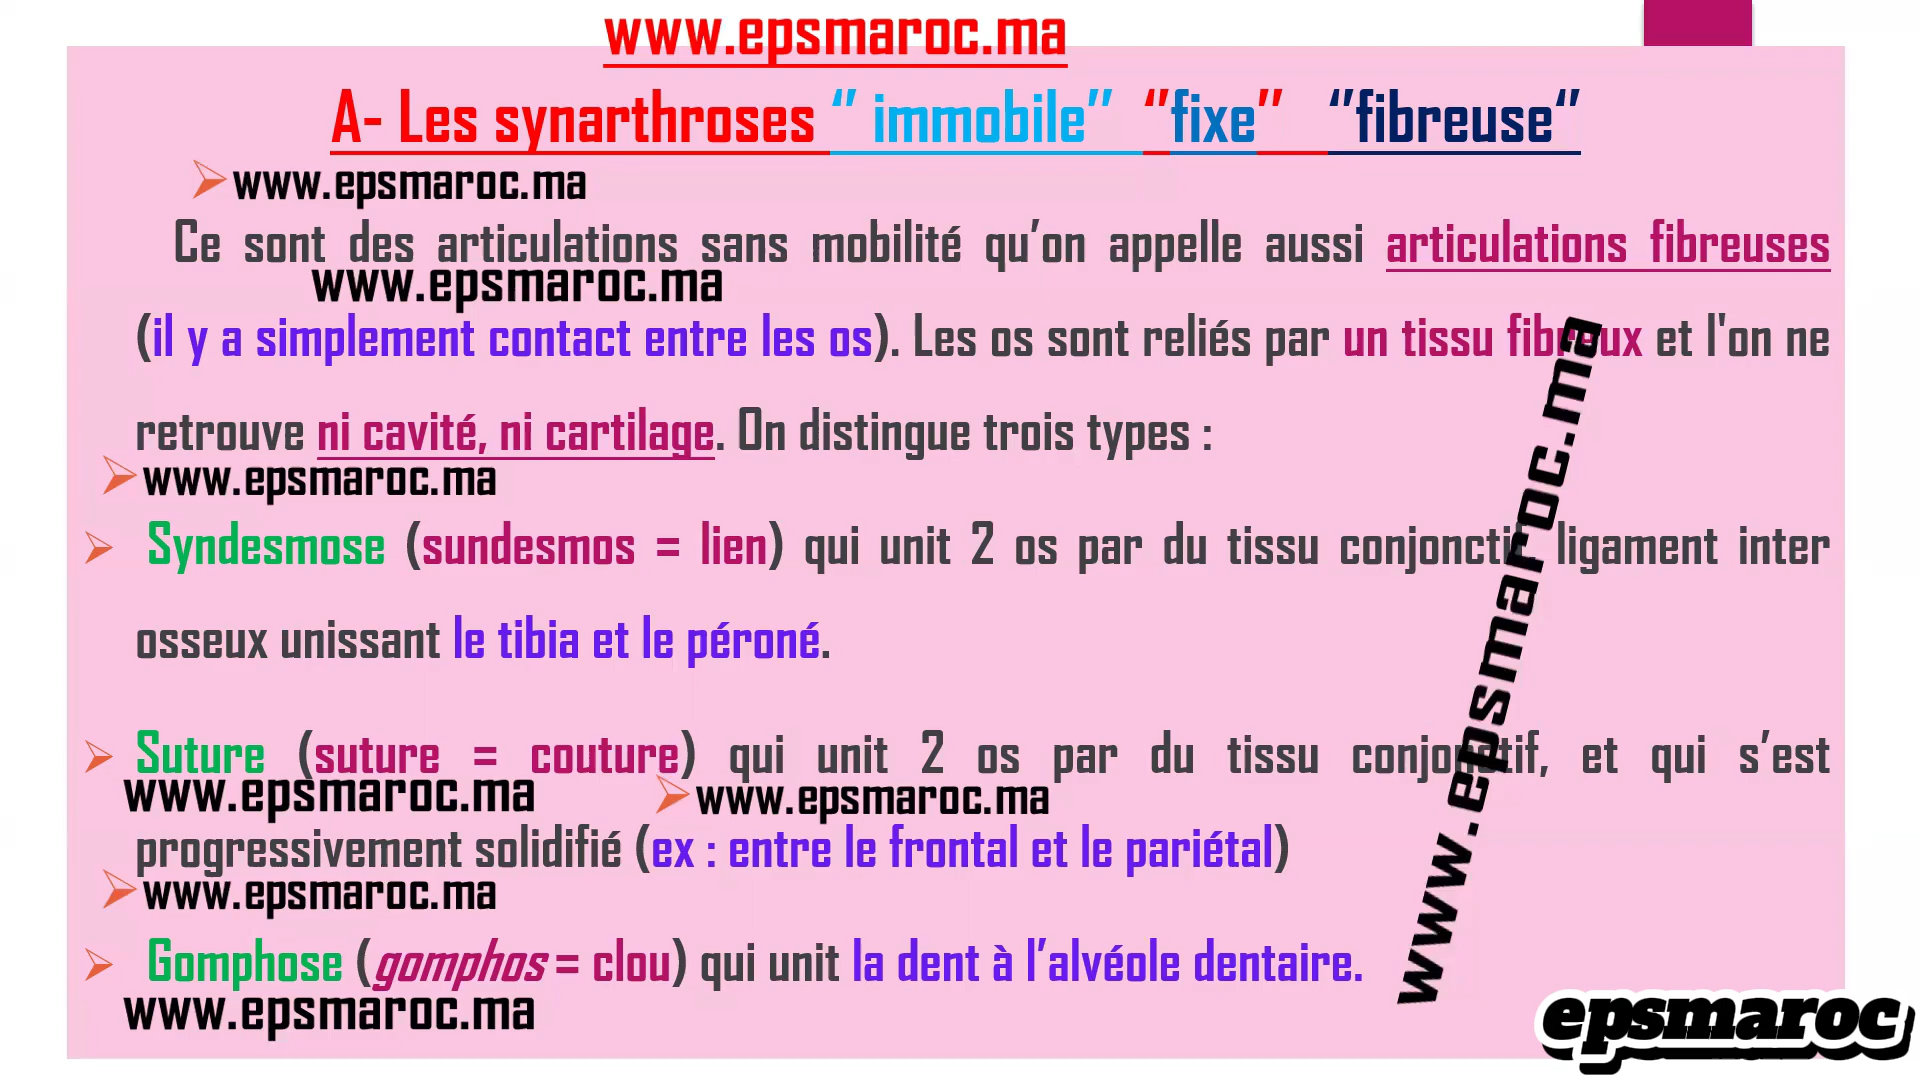 www.epsmaroc.ma
A- Les synarthroses ‘’ immobile’’ ‘’fixe’’ ‘’fibreuse‘’
www.epsmaroc.ma
Ce sont des articulations sans mobilité qu’on appelle aussi articulations fibreuses
www.epsmaroc.ma
(il y a simplement contact entre les os). Les os sont reliés par un tissu fibreux et l'on ne
retrouve ni cavité, ni cartilage. On distingue trois types :
www.epsmaroc.ma
Syndesmose (sundesmos = lien) qui unit 2 os par du tissu conjonctif ligament inter
osseux unissant le tibia et le péroné.
Suture (suture = couture) qui unit 2 os par du tissu conjonctif, et qui s’est
www.epsmaroc.ma
www.epsmaroc.ma
progressivement solidifié (ex : entre le frontal et le pariétal)
www.epsmaroc.ma
Gomphose (gomphos = clou) qui unit la dent à l’alvéole dentaire.
www.epsmaroc.ma
www.epsmaroc.ma
epsmaroc